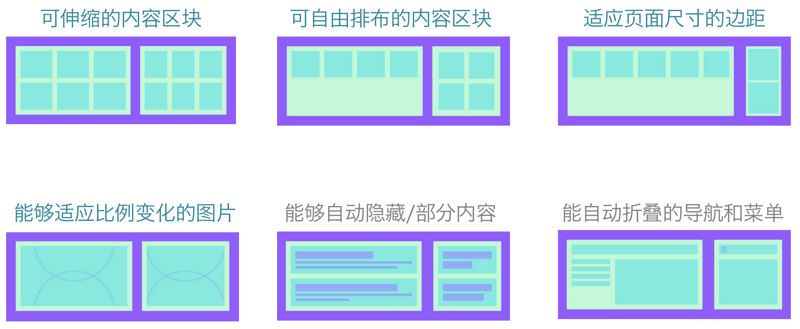 可伸缩的内容区块
可自由排布的内容区块
适应页面尺寸的边距
能够适应比例变化的图片
能够自动隐藏/部分内容
能自动折叠的导航和菜单